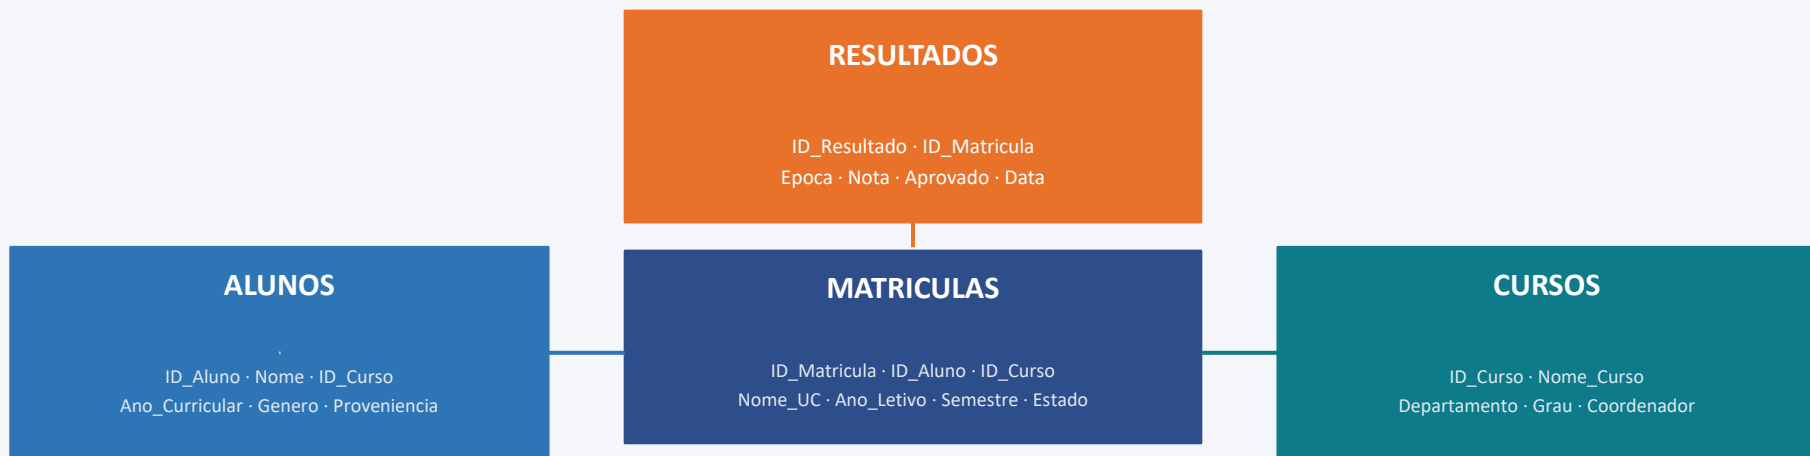 RESULTADOS
ID_Resultado · ID_Matricula
Epoca · Nota · Aprovado · Data
ALUNOS
ID_Aluno · Nome · ID_Curso
Ano_Curricular · Genero · Proveniencia
MATRICULAS
ID_Matricula · ID_Aluno · ID_Curso
Nome_UC · Ano_Letivo · Semestre · Estado
CURSOS
ID_Curso · Nome_Curso
Departamento · Grau · Coordenador